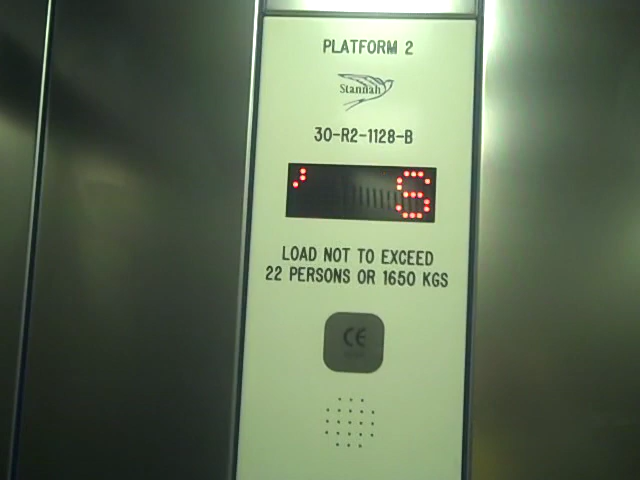 PLATFORM 2
Stannah
30-R2-1128-B
LOAD NOT TO EXCEED
22 PERSONS OR 1650 KGS
CE